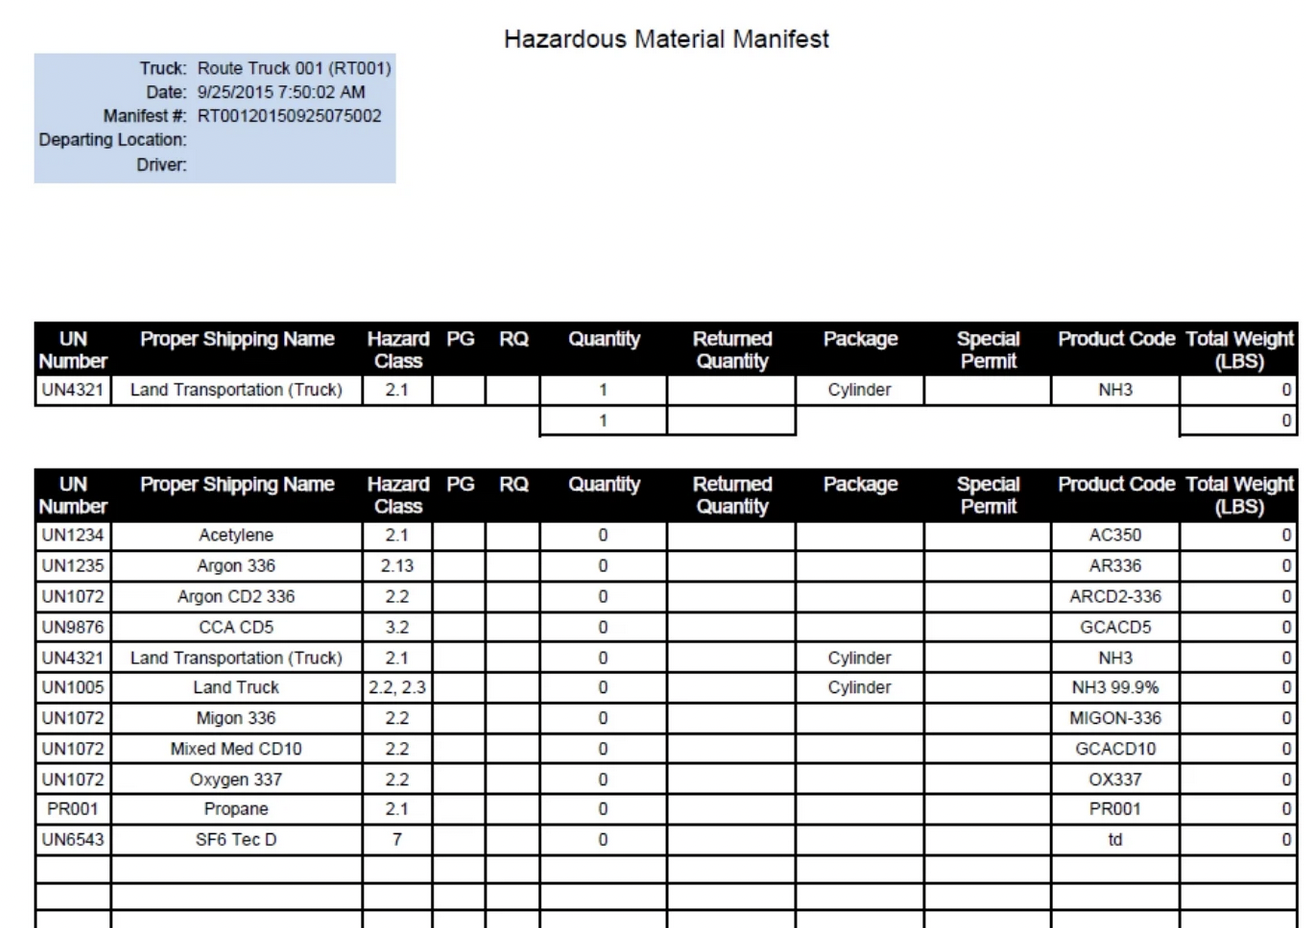 Hazardous Material Manifest
Truck: Route Truck 001 (RT001)
Date: 9/25/2015 7:50:02 AM
Manifest #: RT00120150925075002
Departing Location:
Driver:
UN Number Proper Shipping Name Hazard Class PG RQ Quantity Returned Quantity Package Special Permit Product Code Total Weight (LBS)
UN4321 Land Transportation (Truck) 2.1 1 Cylinder NH3 0
1 0
UN Number Proper Shipping Name Hazard Class PG RQ Quantity Returned Quantity Package Special Permit Product Code Total Weight (LBS)
UN1234 Acetylene 2.1 0 AC350 0
UN1235 Argon 336 2.13 0 AR336 0
UN1072 Argon CD2 336 2.2 0 ARCD2-336 0
UN9876 CCA CD5 3.2 0 GCACD5 0
UN4321 Land Transportation (Truck) 2.1 0 Cylinder NH3 0
UN1005 Land Truck 2.2, 2.3 0 Cylinder NH3 99.9% 0
UN1072 Migon 336 2.2 0 MIGON-336 0
UN1072 Mixed Med CD10 2.2 0 GCACD10 0
UN1072 Oxygen 337 2.2 0 OX337 0
PR001 Propane 2.1 0 PR001 0
UN6543 SF6 Tec D 7 0 td 0